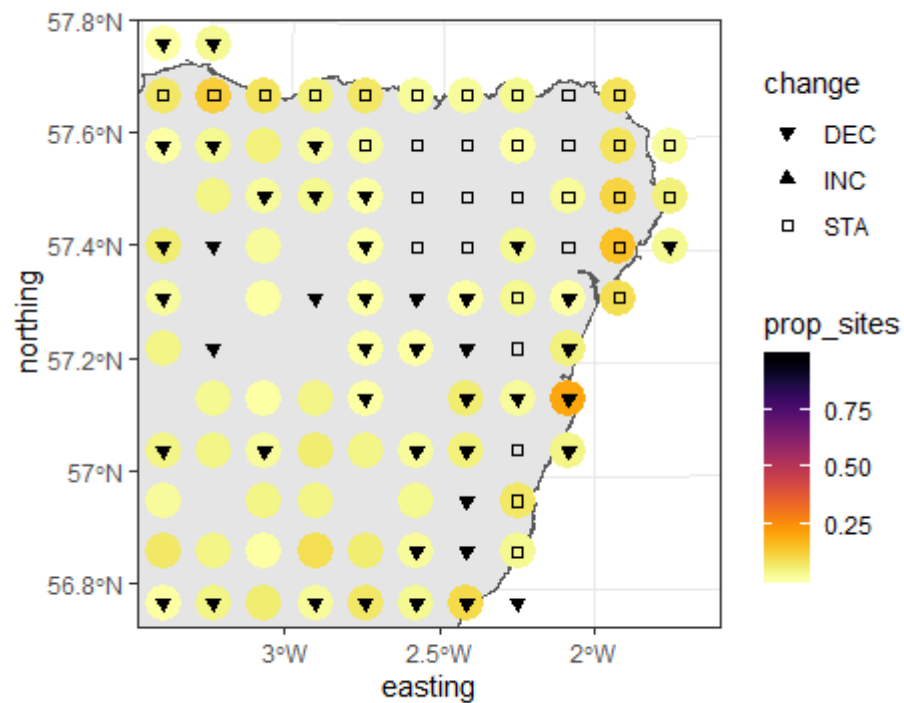 57.8°N
57.6°N
57.4°N
57.2°N
57°N
56.8°N
northing
3°W
2.5°W
2°W
easting
change
DEC
INC
STA
prop_sites
0.75
0.50
0.25